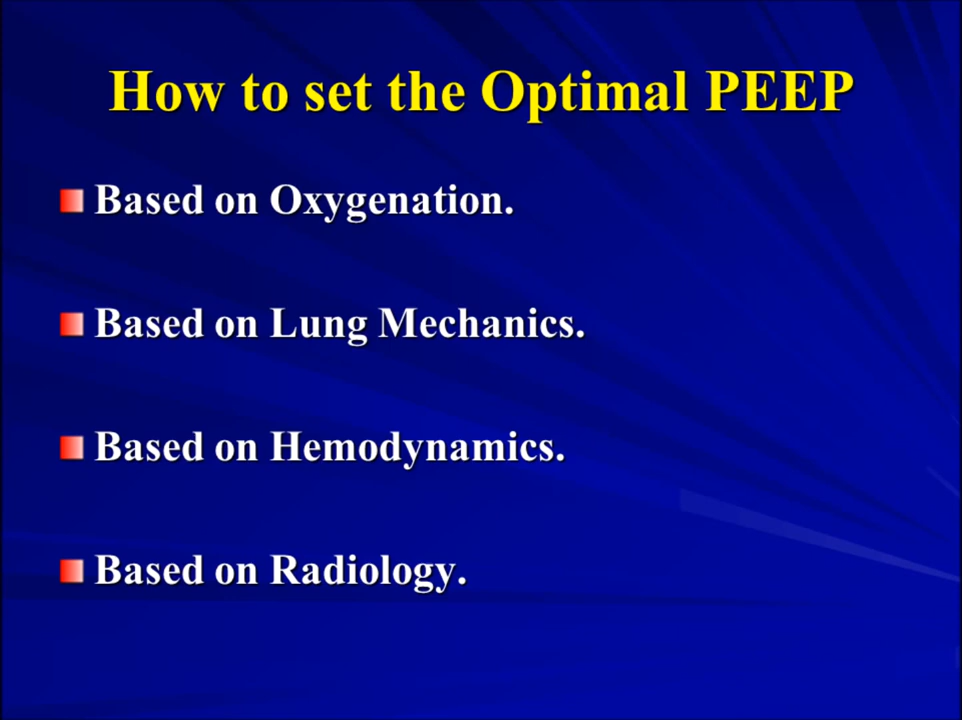 How to set the Optimal PEEP
Based on Oxygenation.
Based on Lung Mechanics.
Based on Hemodynamics.
Based on Radiology.